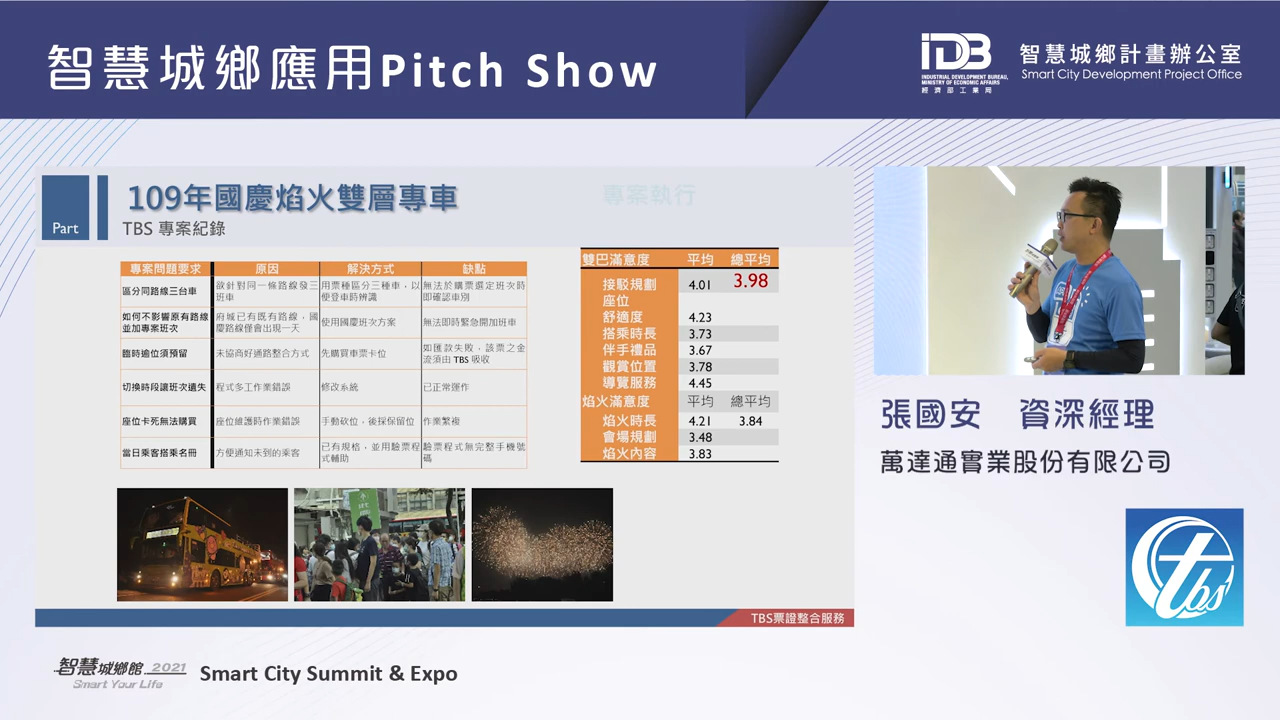 智慧城鄉應用Pitch Show
iDB
INDUSTRIAL DEVELOPMENT BUREAU,
MINISTRY OF ECONOMIC AFFAIRS
經濟部工業局
智慧城鄉計畫辦公室
Smart City Development Project Office
Part
109年國慶焰火雙層專車
專案執行
TBS 專案紀錄
專案問題要求 原因 解決方式 缺點
區分同路線三台車 欲針對同一條路線發三班車 用票種區分三種車，以便登車時辨識 無法於購票選定班次時即確認車別
如何不影響原有路線並加專案班次 府城已有既有路線，國慶路線僅會出現一天 使用國慶班次方案 無法即時緊急開加班車
臨時逾位須預留 未協商好通路整合方式 先購買車票卡位 如匯款失敗，該票之金流須由 TBS 吸收
切換時段讓班次遺失 程式多工作業錯誤 修改系統 已正常運作
座位卡死無法購買 座位維護時作業錯誤 手動砍位，後採保留位 作業繁複
當日乘客搭乘名冊 方便通知未到的乘客 已有規格，並用驗票程式輔助 驗票程式無完整手機號碼
雙巴滿意度 平均 總平均
接駁規劃 4.01 3.98
座位
舒適度 4.23
搭乘時長 3.73
伴手禮品 3.67
觀賞位置 3.78
導覽服務 4.45
焰火滿意度 平均 總平均
焰火時長 4.21 3.84
會場規劃 3.48
焰火內容 3.83
TBS票證整合服務
張國安 資深經理
萬達通實業股份有限公司
tbs
智慧城鄉館 2021
Smart Your Life
Smart City Summit & Expo